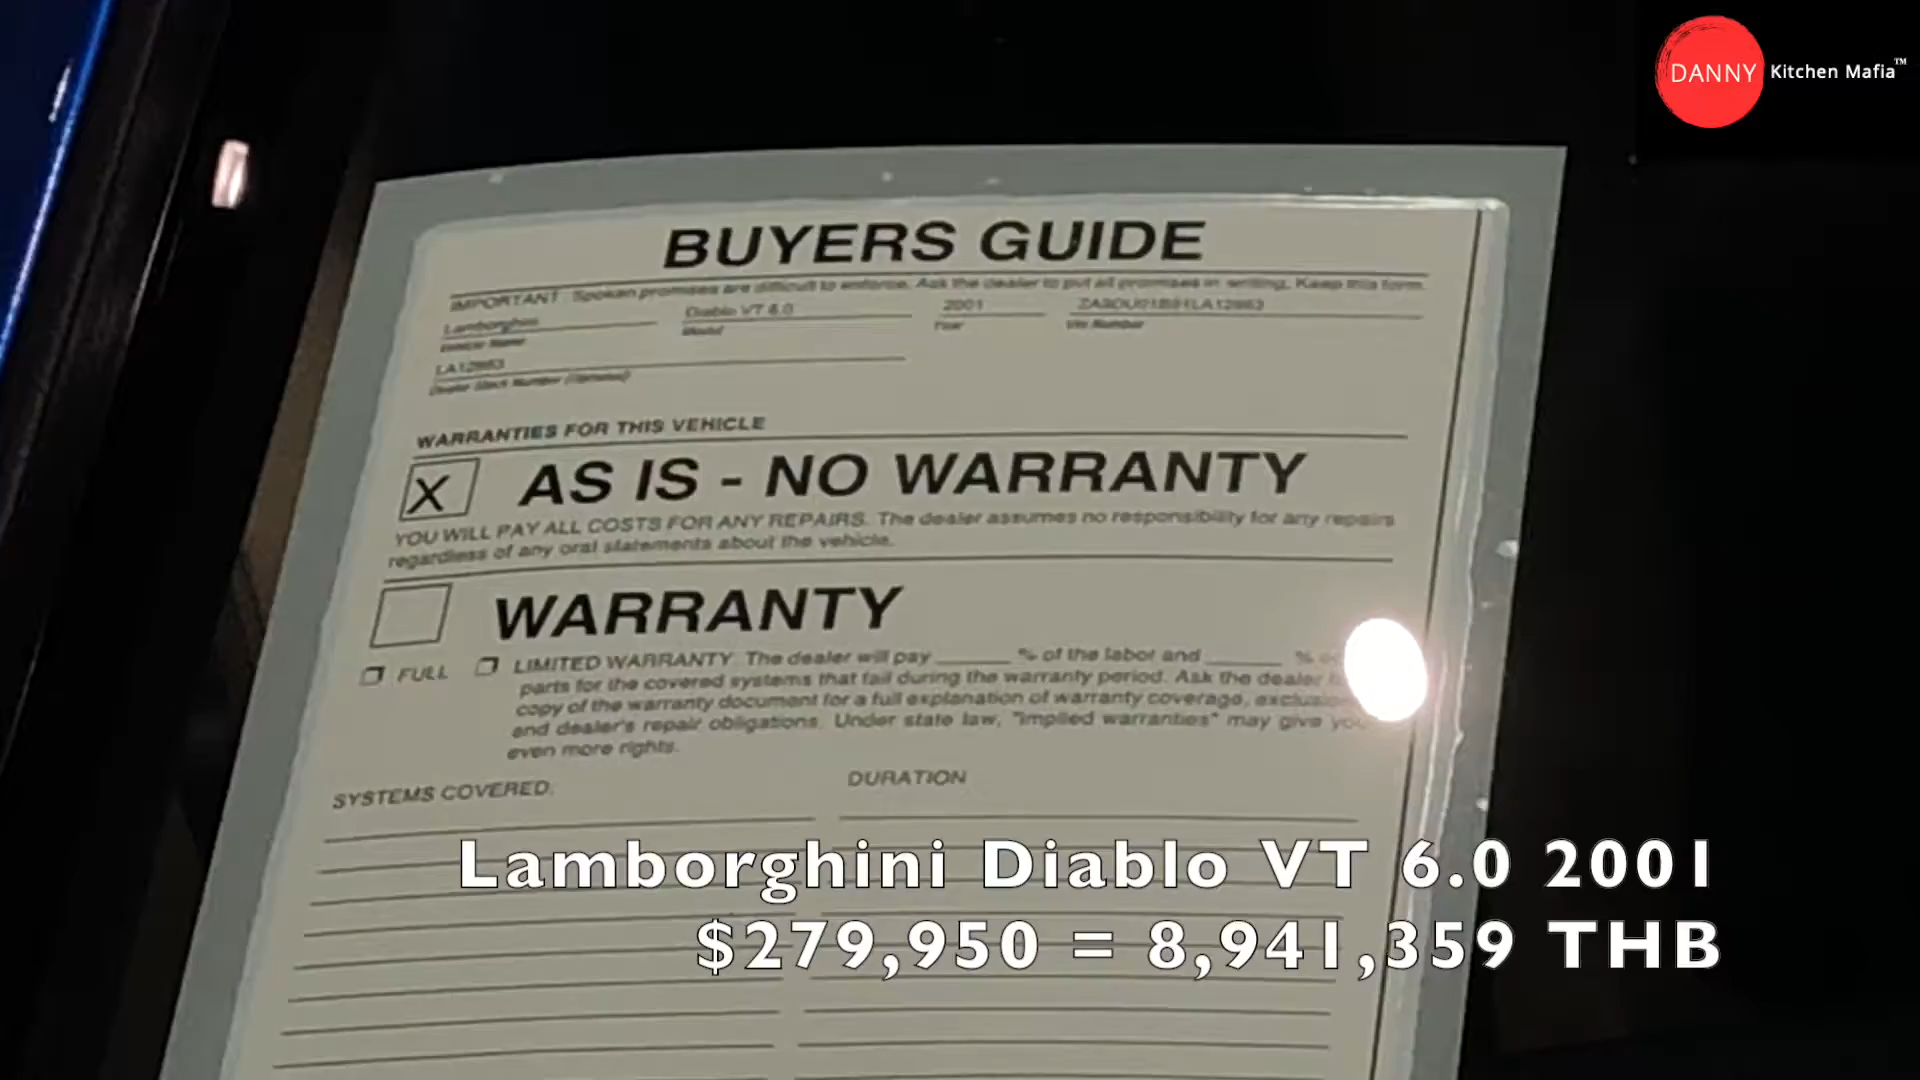 DANNY Kitchen Mafia™
BUYERS GUIDE
IMPORTANT: Spoken promises are difficult to enforce. Ask the dealer to put all promises in writing. Keep this form.
Lamborghini Diablo VT 6.0 2001
Vehicle Name Model Year Vin Number
LA12863
Dealer Stock Number (Optional)
WARRANTIES FOR THIS VEHICLE
X AS IS - NO WARRANTY
YOU WILL PAY ALL COSTS FOR ANY REPAIRS. The dealer assumes no responsibility for any repairs
regardless of any oral statements about the vehicle.
WARRANTY
FULL LIMITED WARRANTY. The dealer will pay ______ % of the labor and ______ %
parts for the covered systems that fail during the warranty period. Ask the dealer
copy of the warranty document for a full explanation of warranty coverage,
and dealer's repair obligations. Under state law, "implied warranties" may give
even more rights.
SYSTEMS COVERED: DURATION
Lamborghini Diablo VT 6.0 2001
$279,950 = 8,941,359 THB